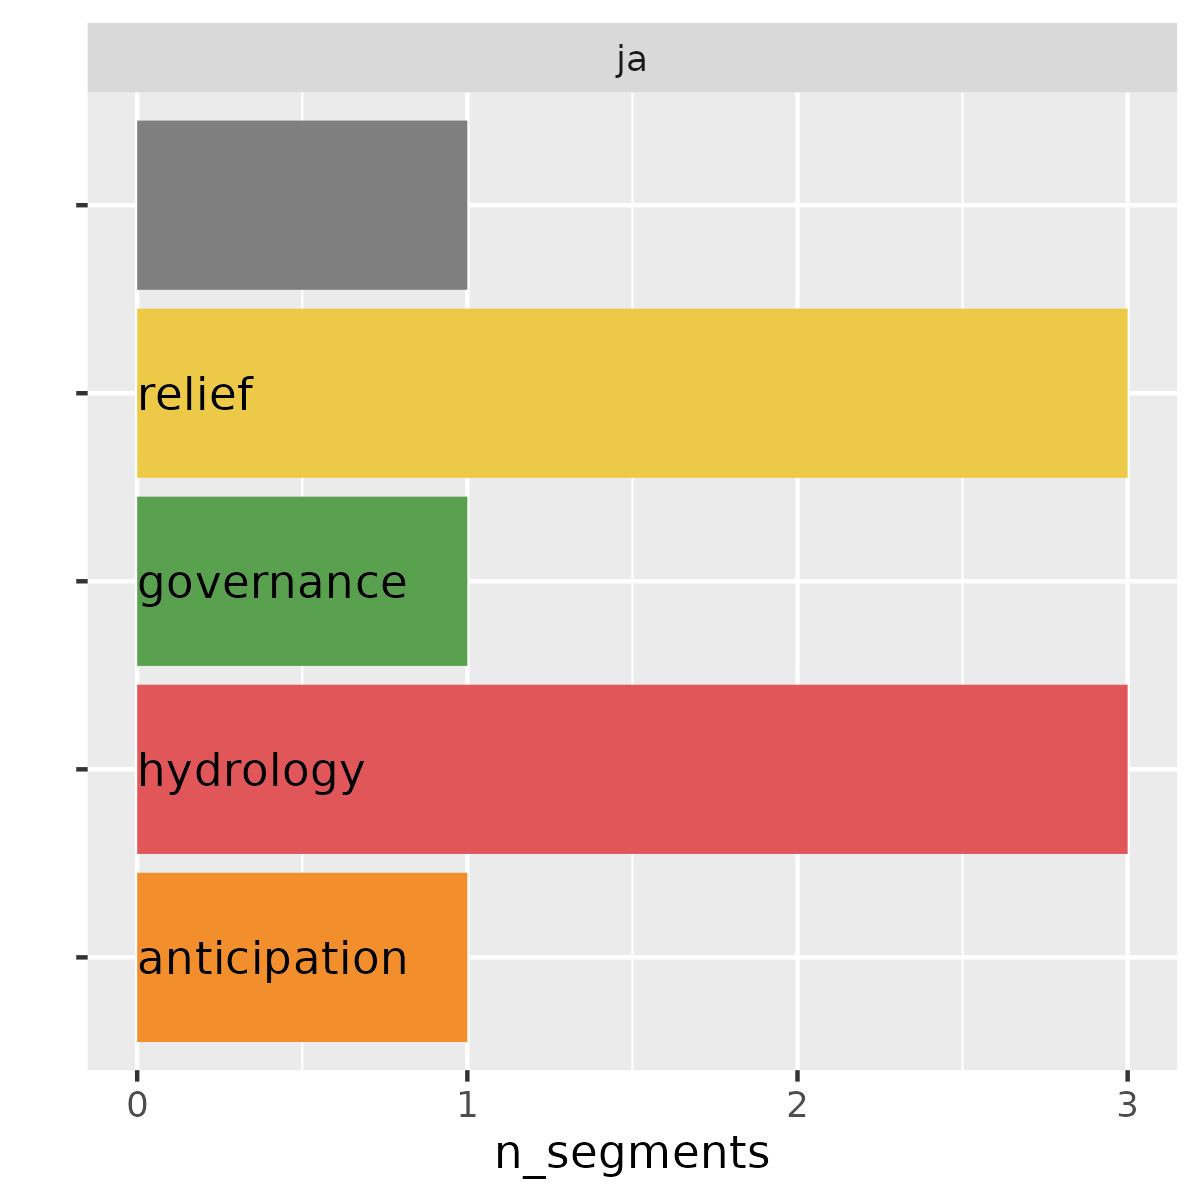 ja
relief
governance
hydrology
anticipation
0 1 2 3
n_segments